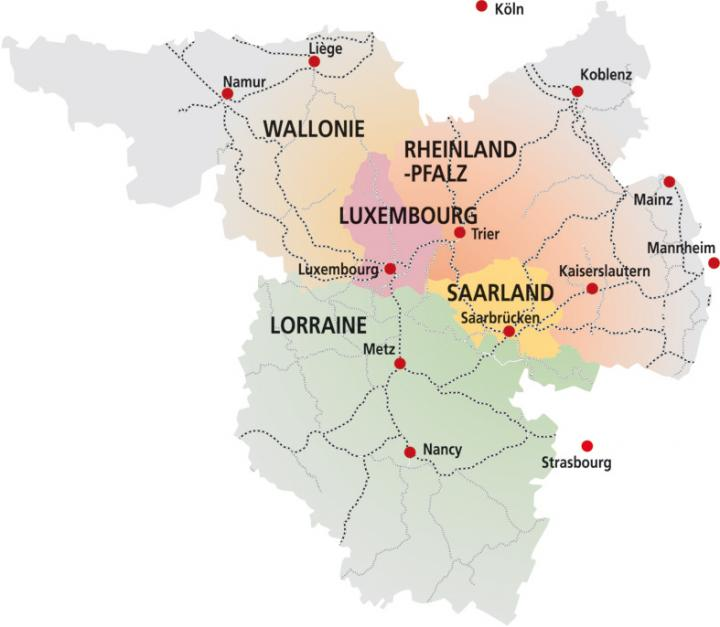 Köln
Liège
Koblenz
Namur
WALLONIE
RHEINLAND
-PFALZ
Mainz
LUXEMBOURG
Trier
Mannheim
Luxembourg
Kaiserslautern
SAARLAND
Saarbrücken
LORRAINE
Metz
Nancy
Strasbourg